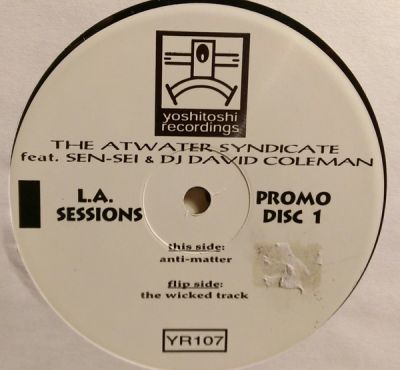 yoshitoshi
recordings
THE ATWATER SYNDICATE
feat. SEN-SEI & DJ DAVID COLEMAN
L.A.
SESSIONS
PROMO
DISC 1
this side:
anti-matter
flip side:
the wicked track
YR107